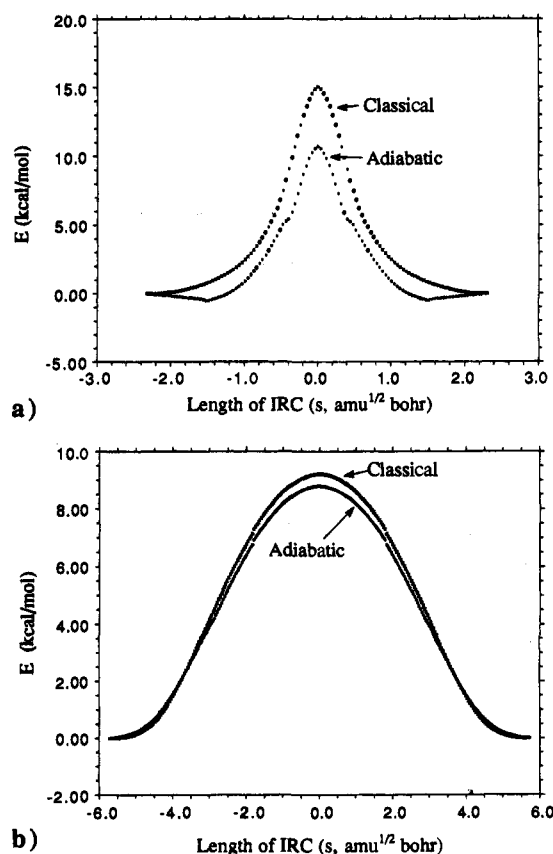 20.0
15.0
Classical
10.0
Adiabatic
E (kcal/mol)
5.00
0.00
-5.00
-3.0 -2.0 -1.0 0.0 1.0 2.0 3.0
a) Length of IRC (s, amu1/2 bohr)
10.0
Classical
8.00
Adiabatic
6.00
E (kcal/mol)
4.00
2.00
0.00
-2.00
-6.0 -4.0 -2.0 0.0 2.0 4.0 6.0
b) Length of IRC (s, amu1/2 bohr)